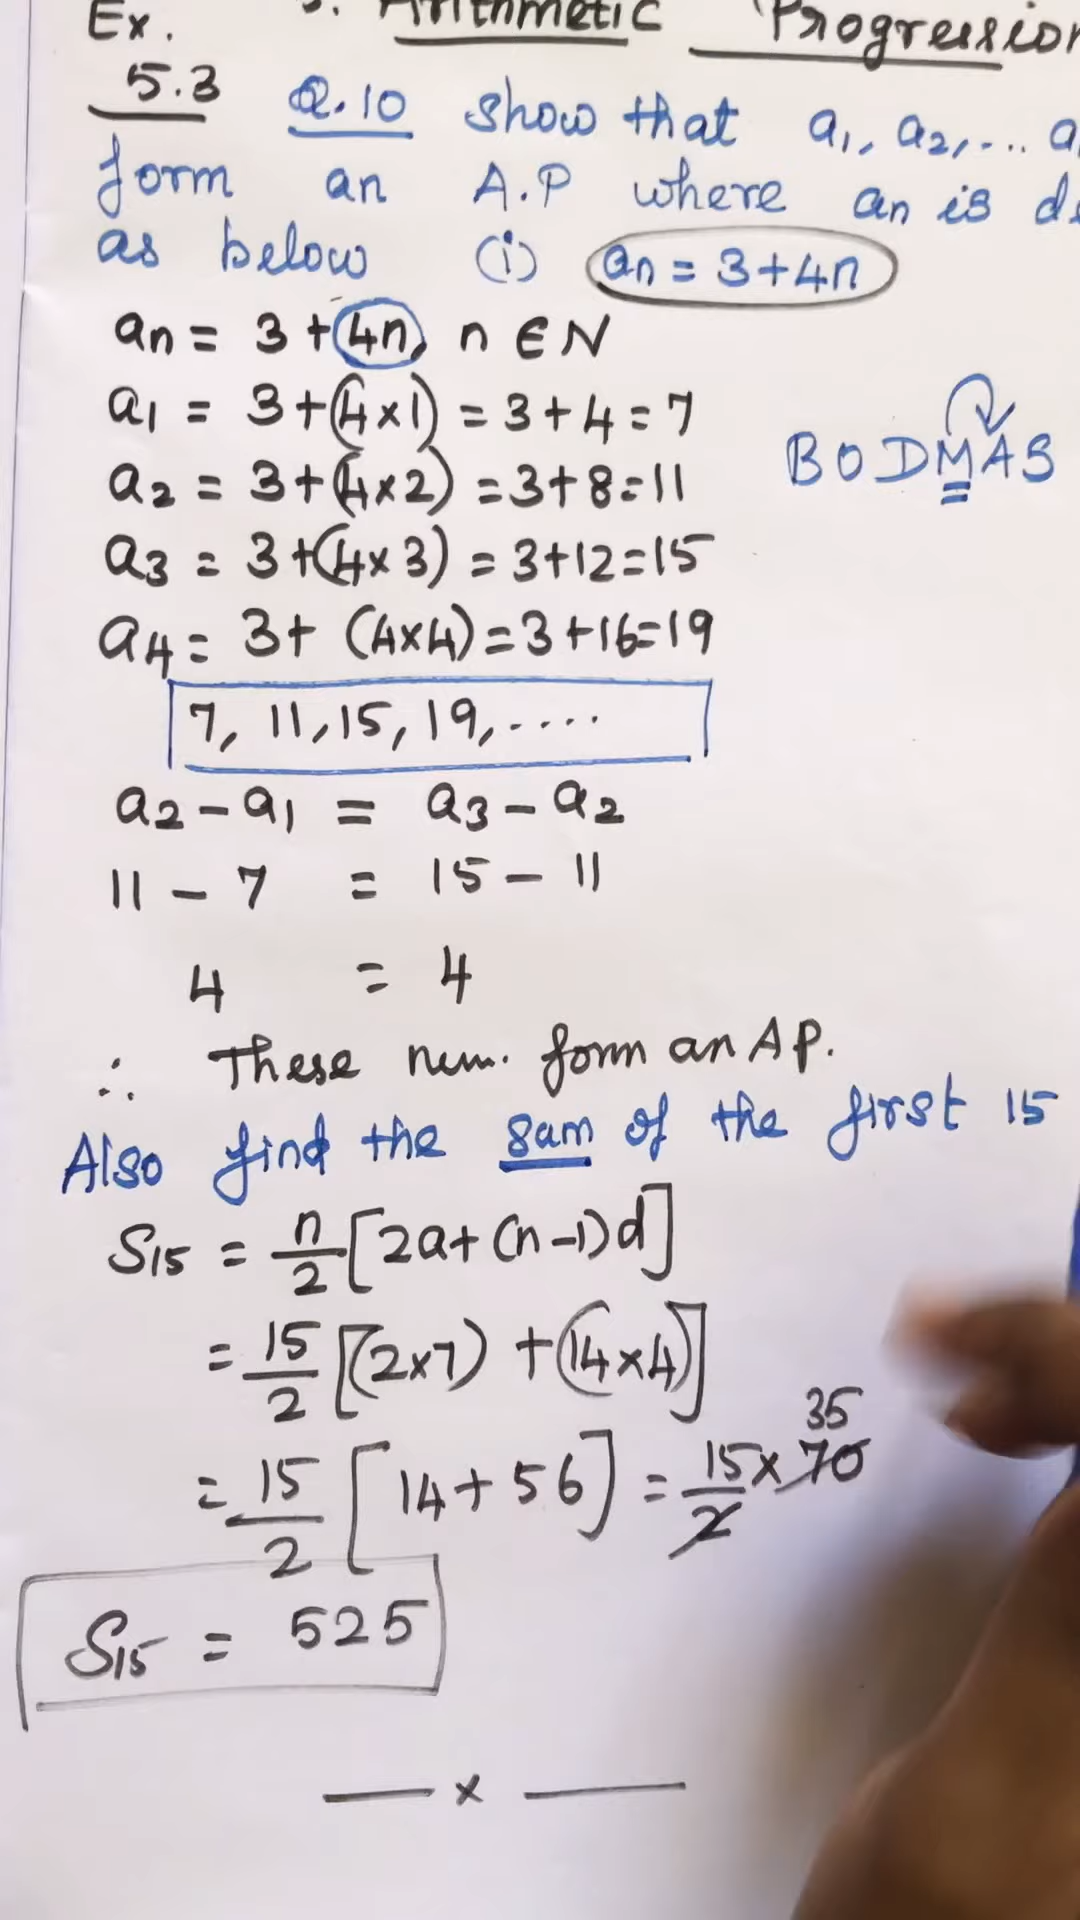 Ex. 5. Arithmetic Progression
5.3 Q.10 show that a₁, a₂, ...
form an A.P where an is
as below (i) an = 3+4n
an = 3+4n, n ∈ N
a₁ = 3+(4×1) = 3+4=7
a₂ = 3+(4×2) =3+8=11
BODMAS
a₃ = 3+(4×3) = 3+12=15
a₄ = 3+ (4×4)=3+16=19
7, 11, 15, 19, ....
a₂-a₁ = a₃-a₂
11 - 7 = 15 - 11
4 = 4
∴ These num. form an AP.
Also find the sum of the first 15
S₁₅ = n/2 [2a+(n-1)d]
= 15/2 [(2×7) + (14×4)]
= 15/2 [14+56] = 15/2 × 70 35
S₁₅ = 525
— x —